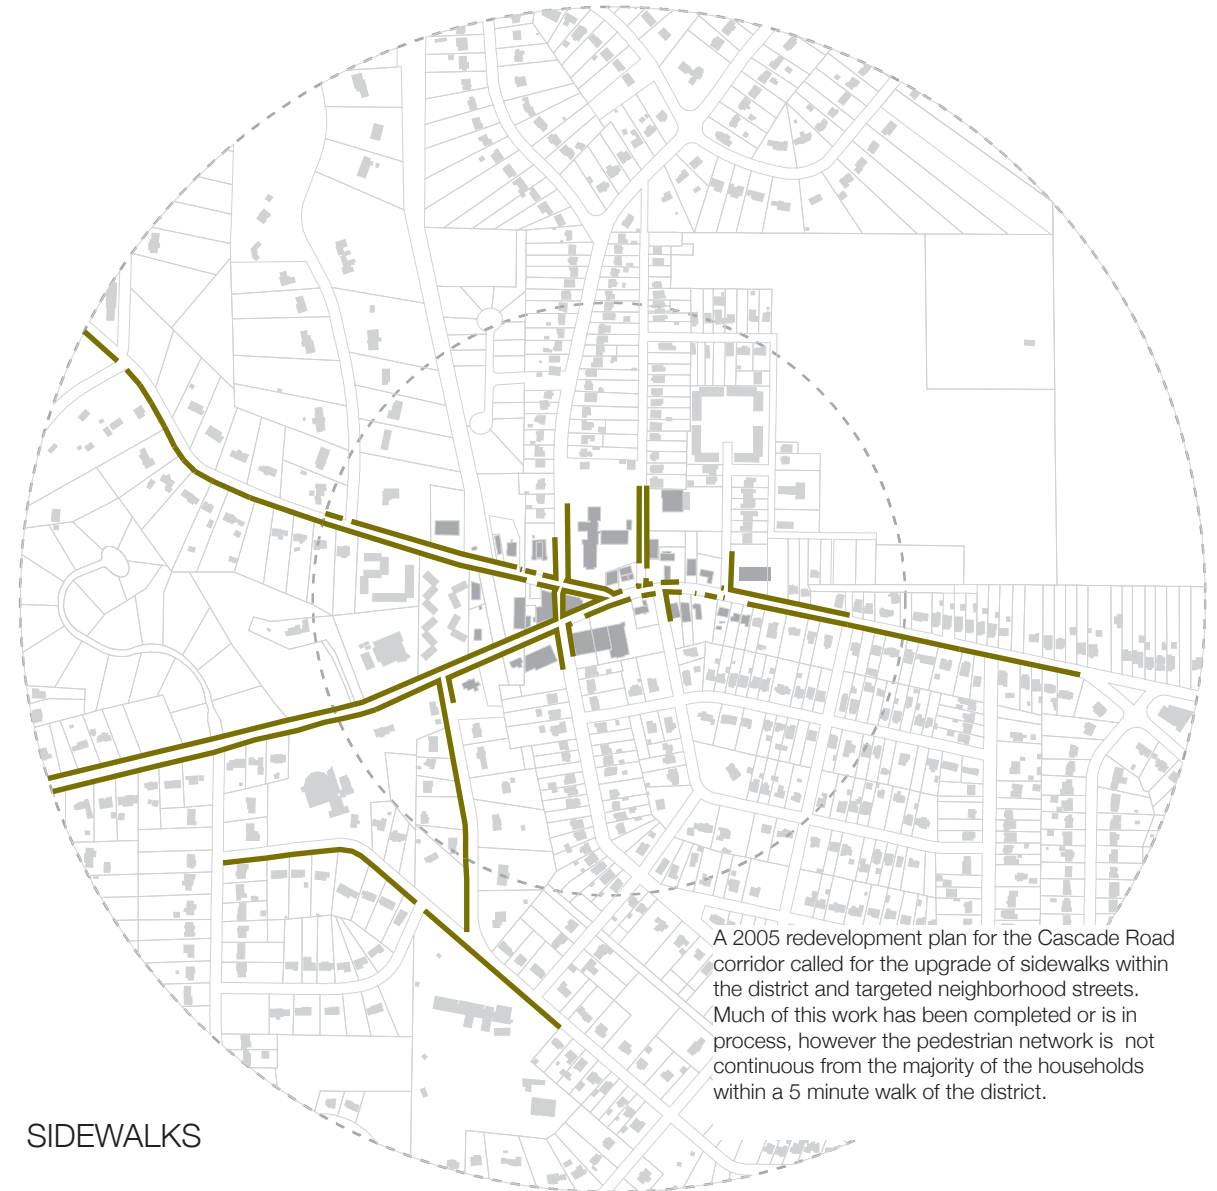 A 2005 redevelopment plan for the Cascade Road
corridor called for the upgrade of sidewalks within
the district and targeted neighborhood streets.
Much of this work has been completed or is in
process, however the pedestrian network is  not
continuous from the majority of the households
within a 5 minute walk of the district.
SIDEWALKS